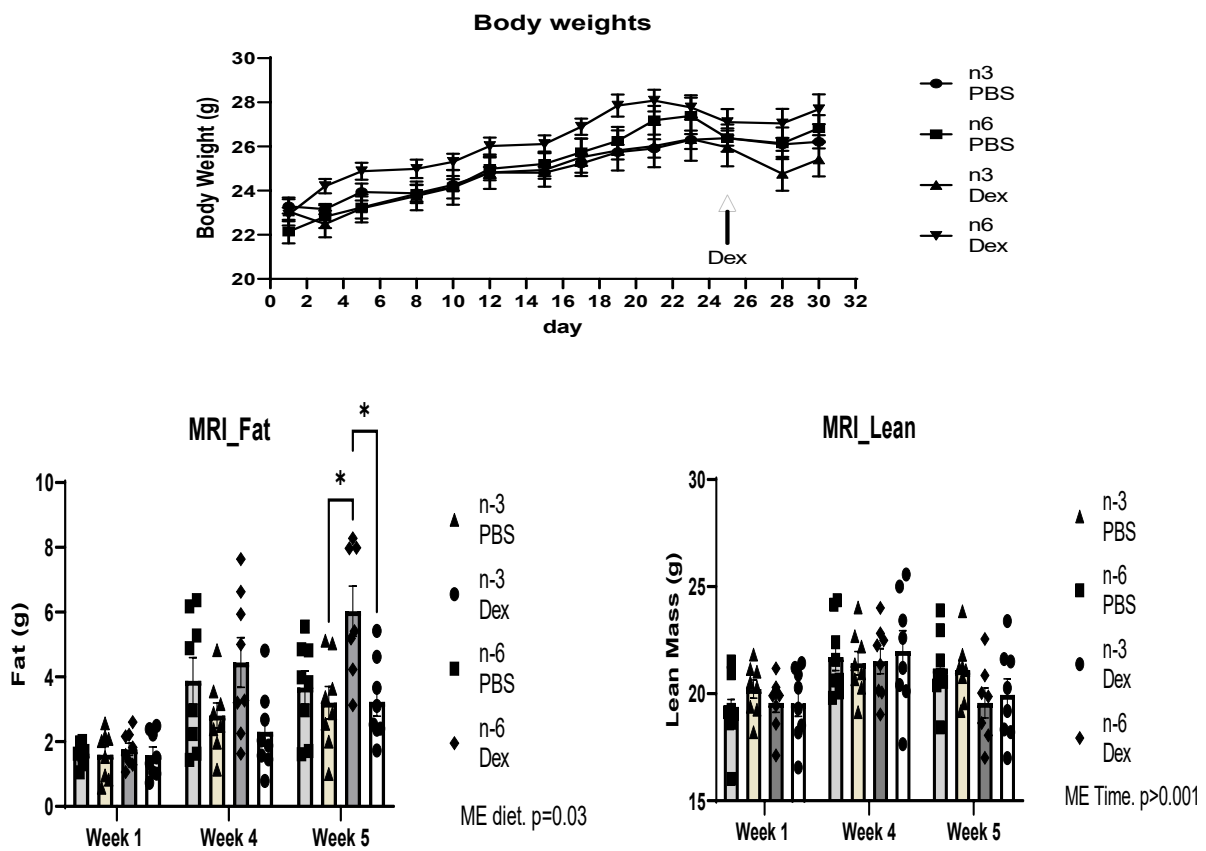 Body weights
30
28
26
24
22
20
Body Weight (g)
0 2 4 6 8 10 12 14 16 18 20 22 24 26 28 30 32
day
Dex
n3
PBS
n6
PBS
n3
Dex
n6
Dex
MRI_Fat
*
*
10
8
6
4
2
0
Fat (g)
Week 1 Week 4 Week 5
n-3
PBS
n-3
Dex
n-6
PBS
n-6
Dex
ME diet. p=0.03
MRI_Lean
30
25
20
15
Lean Mass (g)
Week 1 Week 4 Week 5
n-3
PBS
n-6
PBS
n-3
Dex
n-6
Dex
ME Time. p>0.001